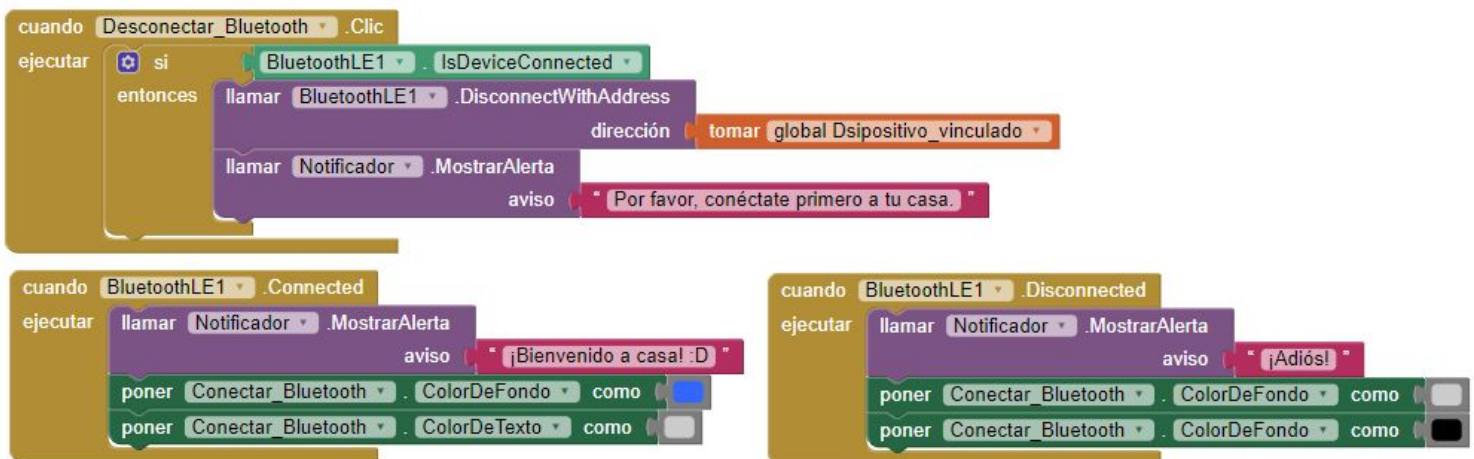 cuando Desconectar_Bluetooth .Clic
ejecutar si BluetoothLE1 . IsDeviceConnected
entonces llamar BluetoothLE1 .DisconnectWithAddress
dirección tomar global Dsipositivo_vinculado
llamar Notificador .MostrarAlerta
aviso " Por favor, conéctate primero a tu casa. "
cuando BluetoothLE1 .Connected
ejecutar llamar Notificador .MostrarAlerta
aviso " ¡Bienvenido a casa! :D "
poner Conectar_Bluetooth . ColorDeFondo como
poner Conectar_Bluetooth . ColorDeTexto como
cuando BluetoothLE1 .Disconnected
ejecutar llamar Notificador .MostrarAlerta
aviso " ¡Adiós! "
poner Conectar_Bluetooth . ColorDeFondo como
poner Conectar_Bluetooth . ColorDeFondo como